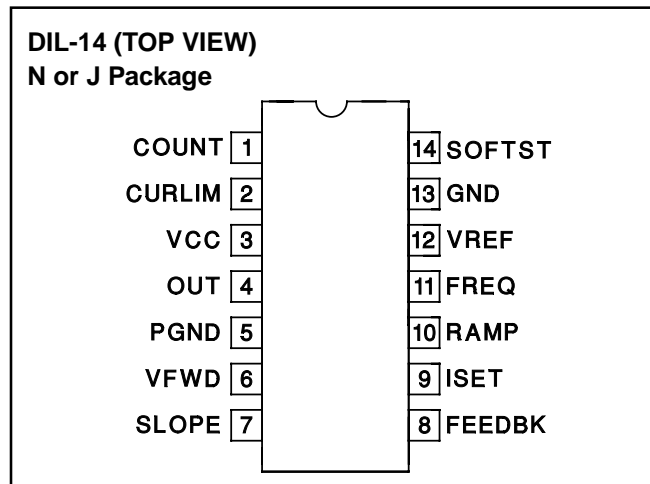 DIL-14 (TOP VIEW)
N or J Package
COUNT 1 14 SOFTST
CURLIM 2 13 GND
VCC 3 12 VREF
OUT 4 11 FREQ
PGND 5 10 RAMP
VFWD 6 9 ISET
SLOPE 7 8 FEEDBK